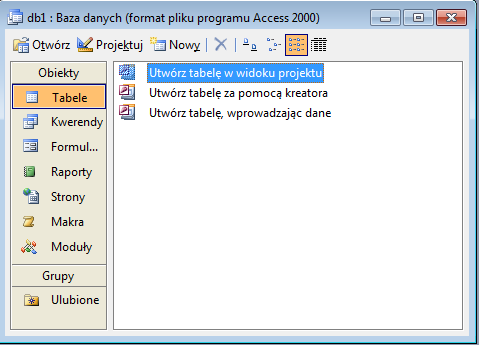 db1 : Baza danych (format pliku programu Access 2000)
Otwórz Projektuj Nowy
Obiekty
Tabele
Kwerendy
Formul...
Raporty
Strony
Makra
Moduły
Grupy
Ulubione
Utwórz tabelę w widoku projektu
Utwórz tabelę za pomocą kreatora
Utwórz tabelę, wprowadzając dane